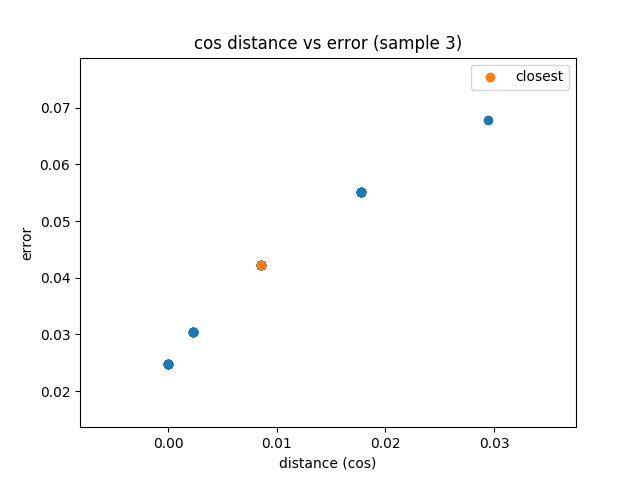 cos distance vs error (sample 3)
closest
0.07
0.06
0.05
0.04
0.03
0.02
error
0.00 0.01 0.02 0.03
distance (cos)